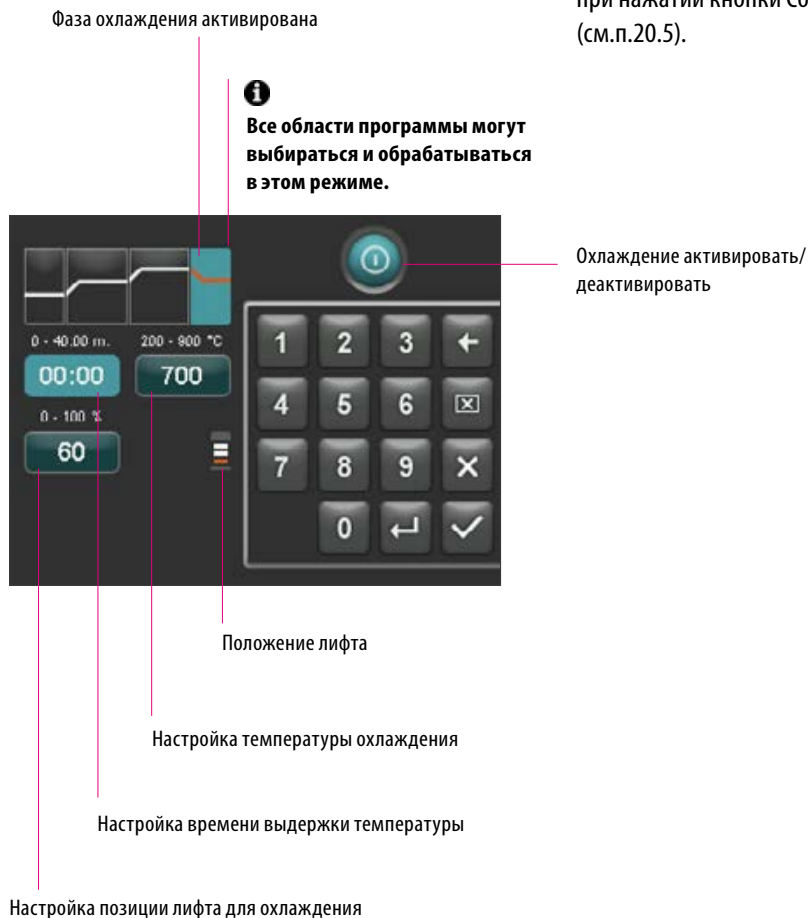 при нажатии кнопки Со
(см.п.20.5).
Фаза охлаждения активирована
Все области программы могут
выбираться и обрабатываться
в этом режиме.
Охлаждение активировать/
деактивировать
0 - 40.00 m.
200 - 900 °C
00:00
700
0 - 100 %
60
1 2 3
4 5 6
7 8 9
0
Положение лифта
Настройка температуры охлаждения
Настройка времени выдержки температуры
Настройка позиции лифта для охлаждения